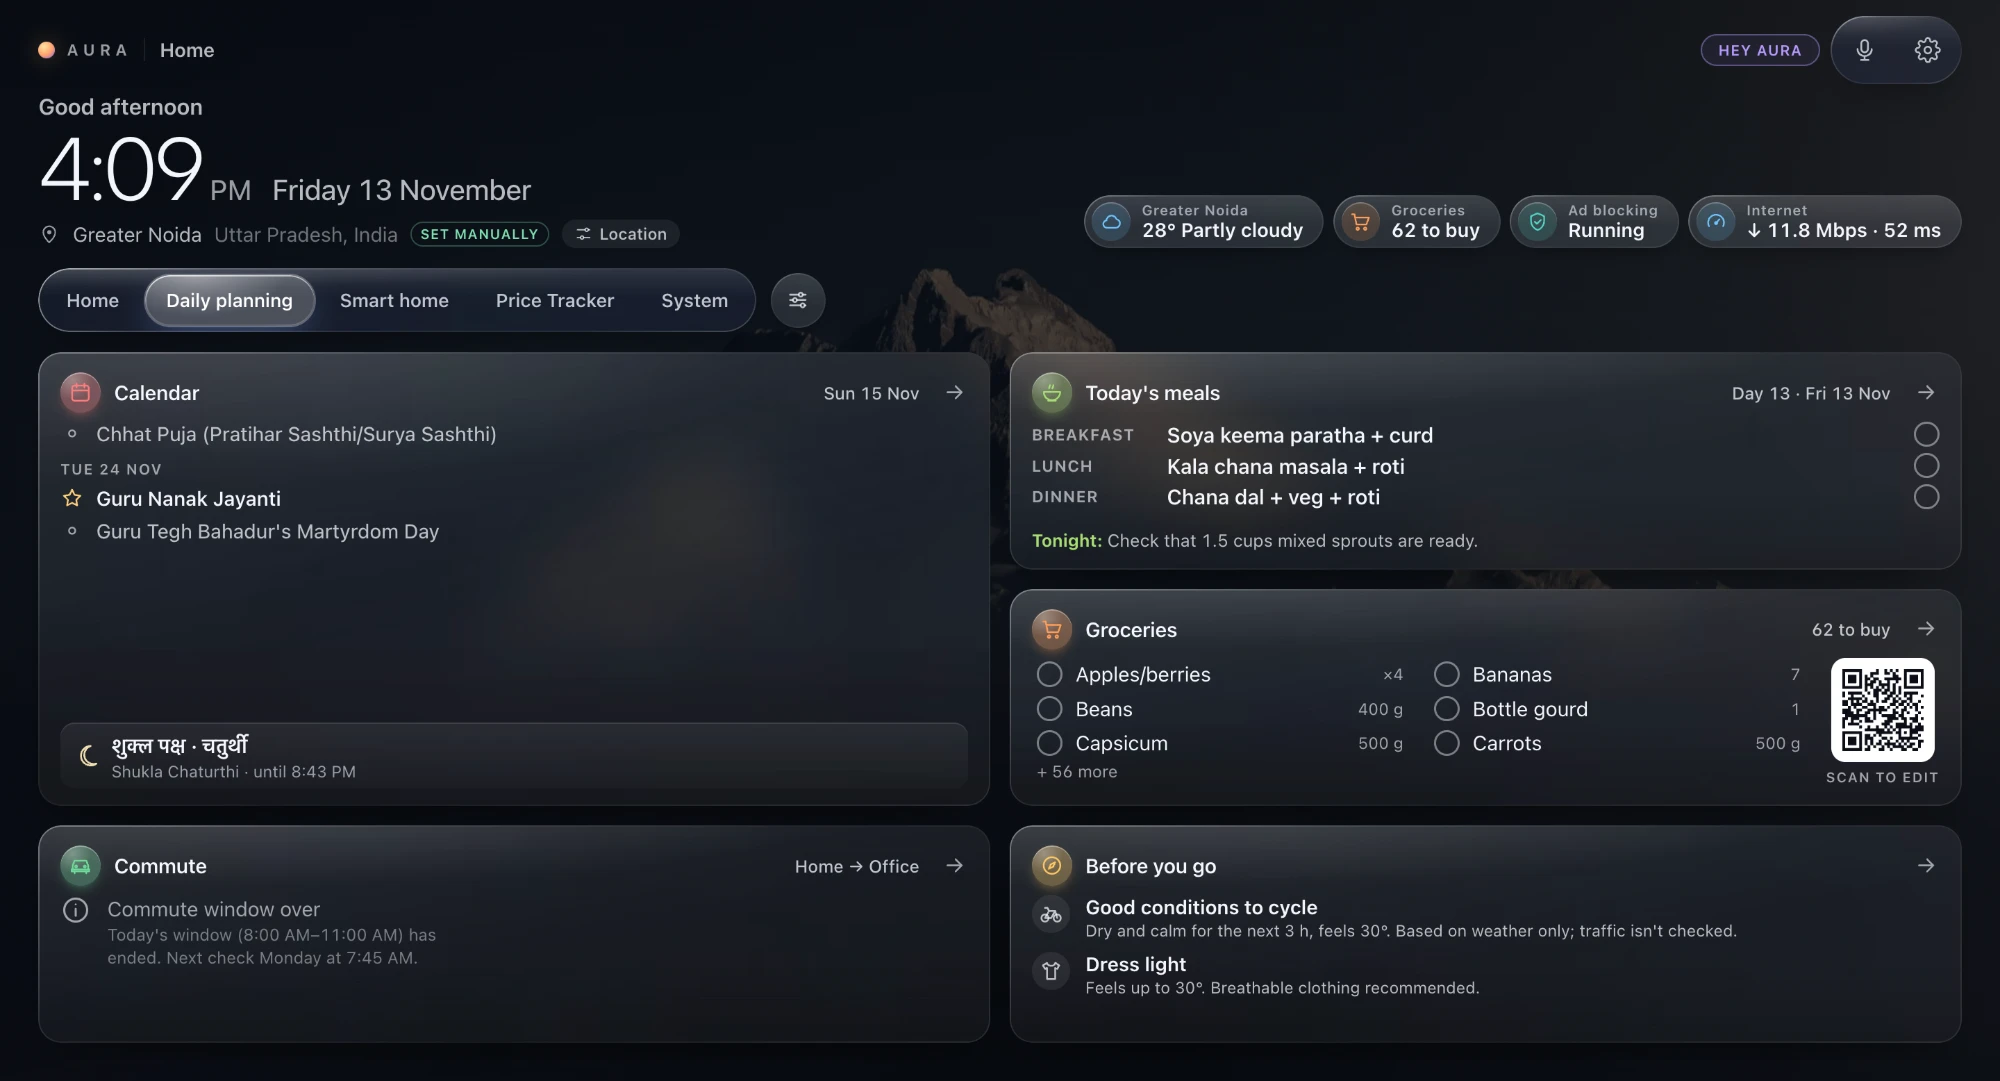 AURA Home
HEY AURA
Good afternoon
4:09 PM Friday 13 November
Greater Noida Uttar Pradesh, India SET MANUALLY Location
Greater Noida
28° Partly cloudy
Groceries
62 to buy
Ad blocking
Running
Internet
↓ 11.8 Mbps · 52 ms
Home Daily planning Smart home Price Tracker System
Calendar Sun 15 Nov →
Chhat Puja (Pratihar Sashthi/Surya Sashthi)
TUE 24 NOV
Guru Nanak Jayanti
Guru Tegh Bahadur's Martyrdom Day
शुक्ल पक्ष · चतुर्थी
Shukla Chaturthi · until 8:43 PM
Today's meals Day 13 · Fri 13 Nov →
BREAKFAST Soya keema paratha + curd
LUNCH Kala chana masala + roti
DINNER Chana dal + veg + roti
Tonight: Check that 1.5 cups mixed sprouts are ready.
Groceries 62 to buy →
Apples/berries ×4 Bananas 7
Beans 400 g Bottle gourd 1
Capsicum 500 g Carrots 500 g
+ 56 more
SCAN TO EDIT
Commute Home → Office →
Commute window over
Today's window (8:00 AM–11:00 AM) has
ended. Next check Monday at 7:45 AM.
Before you go →
Good conditions to cycle
Dry and calm for the next 3 h, feels 30°. Based on weather only; traffic isn't checked.
Dress light
Feels up to 30°. Breathable clothing recommended.